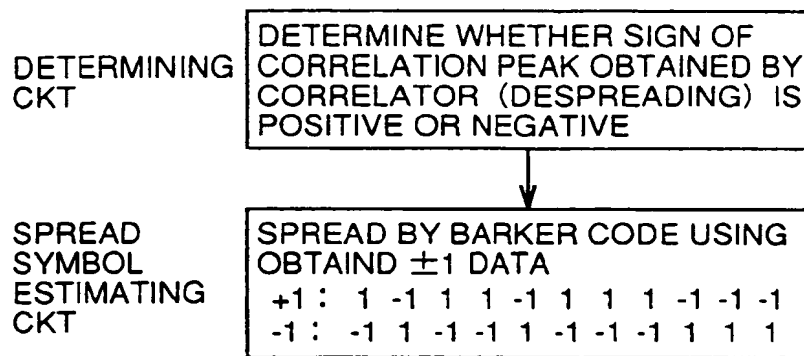 DETERMINING
CKT
DETERMINE WHETHER SIGN OF
CORRELATION PEAK OBTAINED BY
CORRELATOR (DESPREADING) IS
POSITIVE OR NEGATIVE
SPREAD
SYMBOL
ESTIMATING
CKT
SPREAD BY BARKER CODE USING
OBTAIND ±1 DATA
+1 : 1 -1 1 1 -1 1 1 1 -1 -1 -1
-1 : -1 1 -1 -1 1 -1 -1 -1 1 1 1